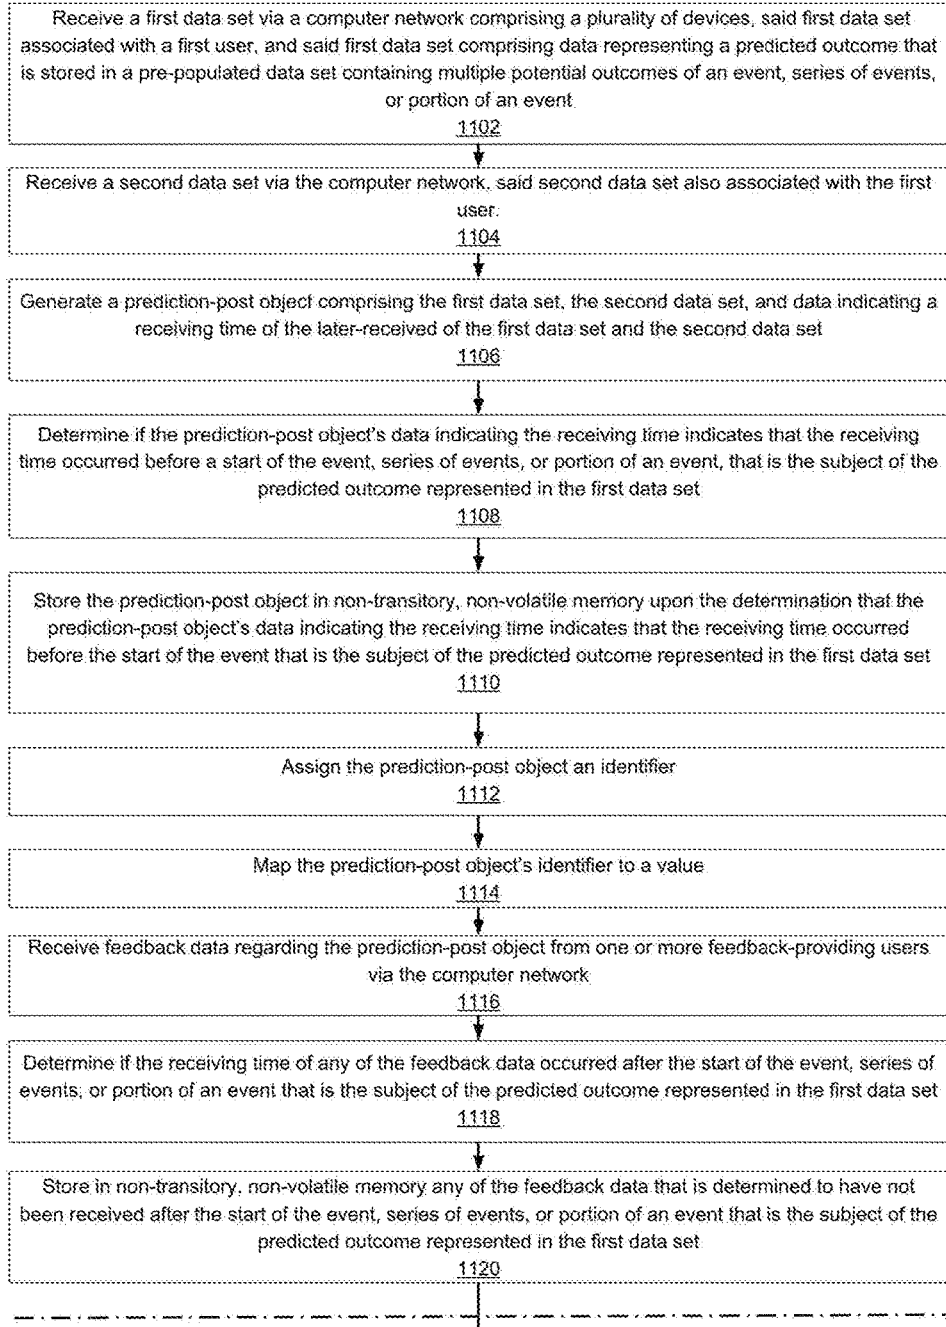 Receive a first data set via a computer network comprising a plurality of devices, said first data set
associated with a first user, and said first data set comprising data representing a predicted outcome that
is stored in a pre-populated data set containing multiple potential outcomes of an event, series of events,
or portion of an event
1102
Receive a second data set via the computer network, said second data set also associated with the first
user.
1104
Generate a prediction-post object comprising the first data set, the second data set, and data indicating a
receiving time of the later-received of the first data set and the second data set
1106
Determine if the prediction-post object's data indicating the receiving time indicates that the receiving
time occurred before a start of the event, series of events, or portion of an event, that is the subject of the
predicted outcome represented in the first data set
1108
Store the prediction-post object in non-transitory, non-volatile memory upon the determination that the
prediction-post object's data indicating the receiving time indicates that the receiving time occurred
before the start of the event that is the subject of the predicted outcome represented in the first data set
1110
Assign the prediction-post object an identifier
1112
Map the prediction-post object's identifier to a value
1114
Receive feedback data regarding the prediction-post object from one or more feedback-providing users
via the computer network
1116
Determine if the receiving time of any of the feedback data occurred after the start of the event, series of
events, or portion of an event that is the subject of the predicted outcome represented in the first data set
1118
Store in non-transitory, non-volatile memory any of the feedback data that is determined to have not
been received after the start of the event, series of events, or portion of an event that is the subject of the
predicted outcome represented in the first data set
1120